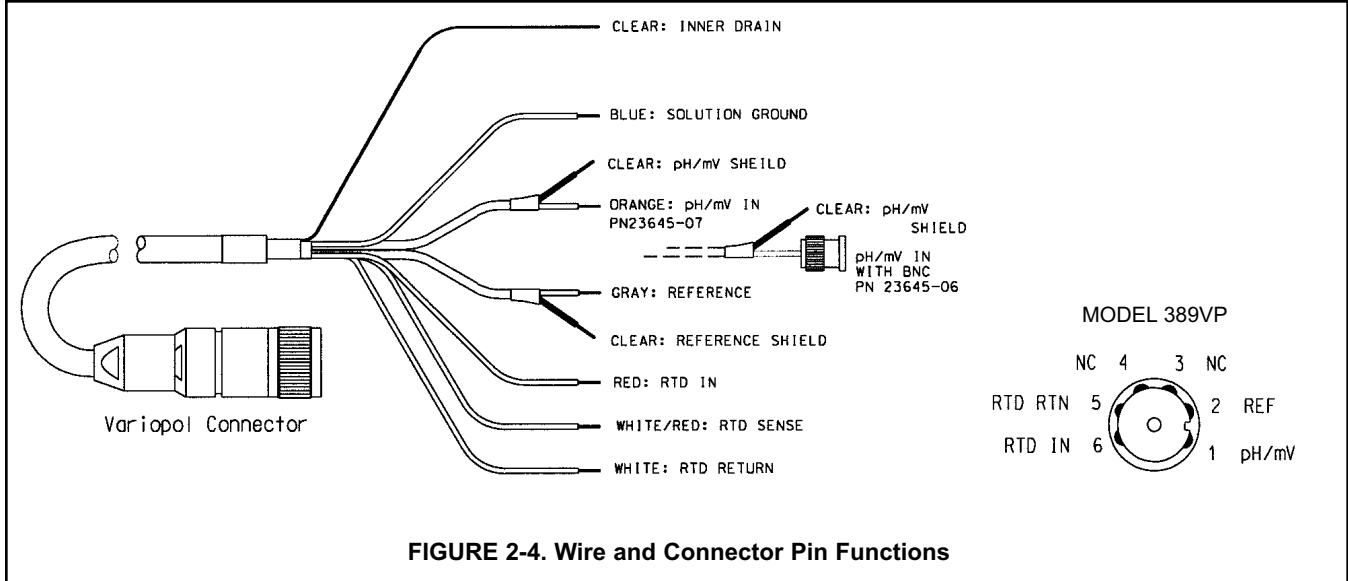 CLEAR: INNER DRAIN
BLUE: SOLUTION GROUND
CLEAR: pH/mV SHEILD
ORANGE: pH/mV IN
PN23645-07
CLEAR: pH/mV
SHIELD
pH/mV IN
WITH BNC
PN 23645-06
GRAY: REFERENCE
CLEAR: REFERENCE SHIELD
RED: RTD IN
WHITE/RED: RTD SENSE
WHITE: RTD RETURN
Variopol Connector
MODEL 389VP
NC 4 3 NC
RTD RTN 5 2 REF
RTD IN 6 1 pH/mV
FIGURE 2-4. Wire and Connector Pin Functions